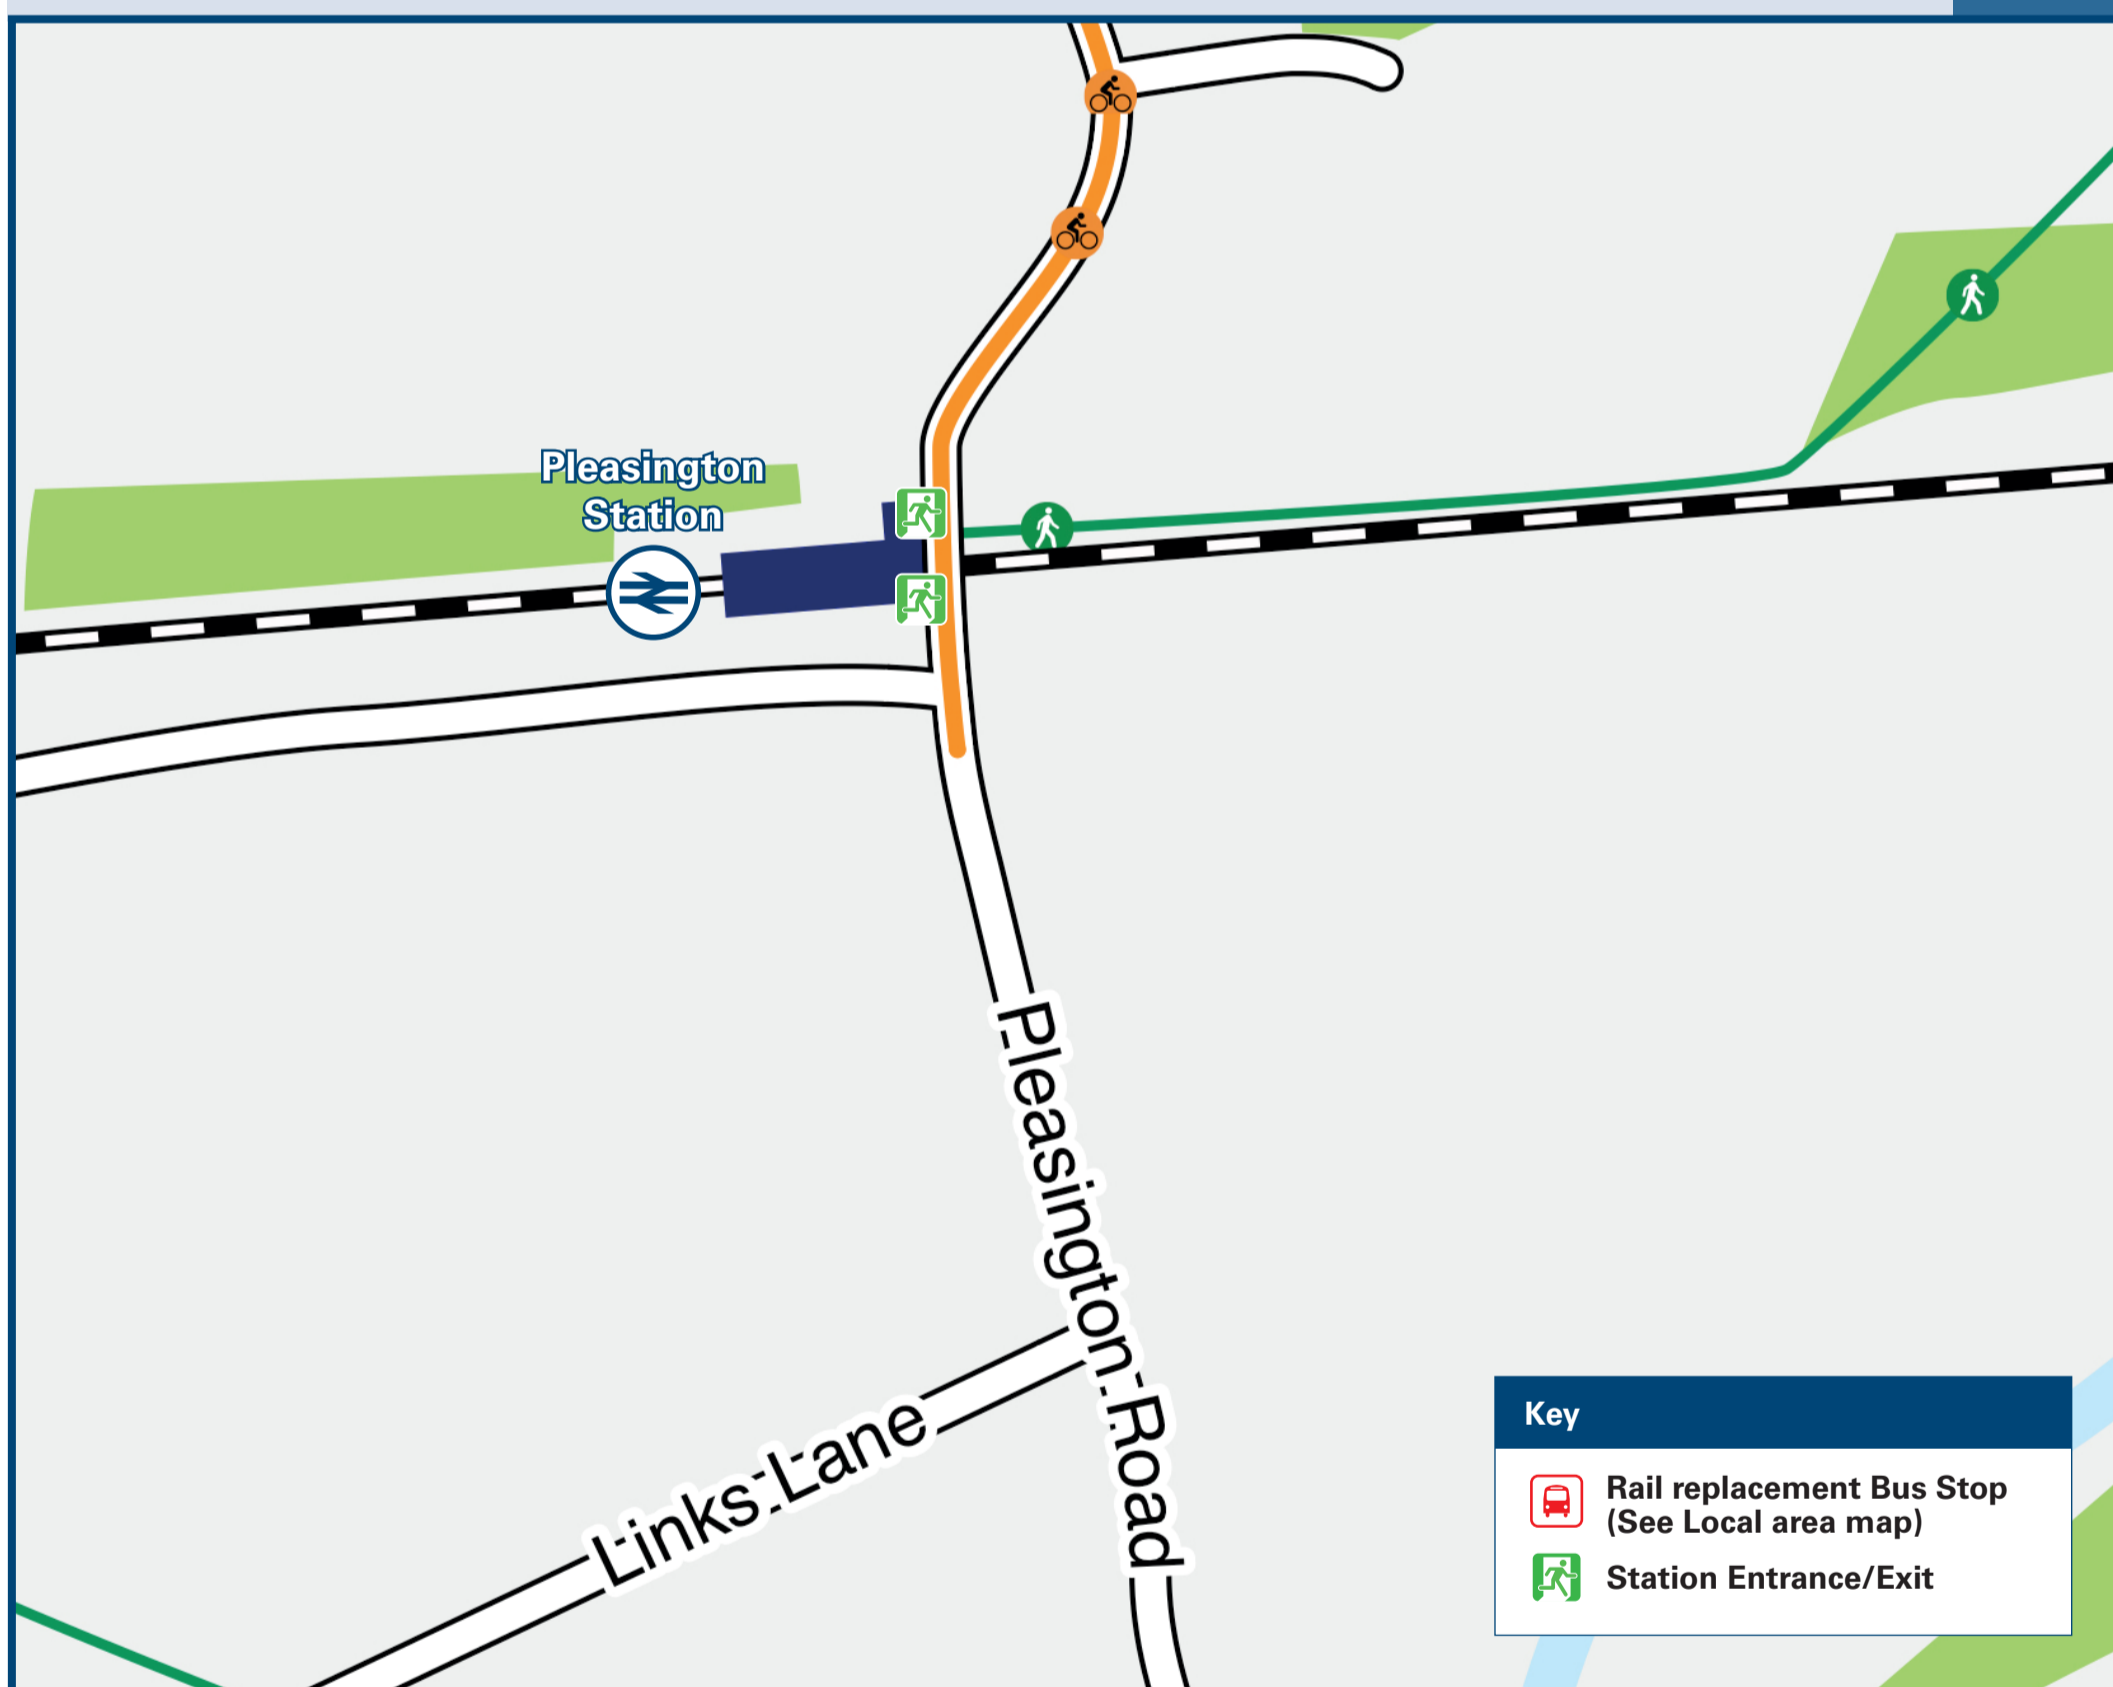 Pleasington
Station
Pleasington Road
Links Lane
Key
Rail replacement Bus Stop
(See Local area map)
Station Entrance/Exit